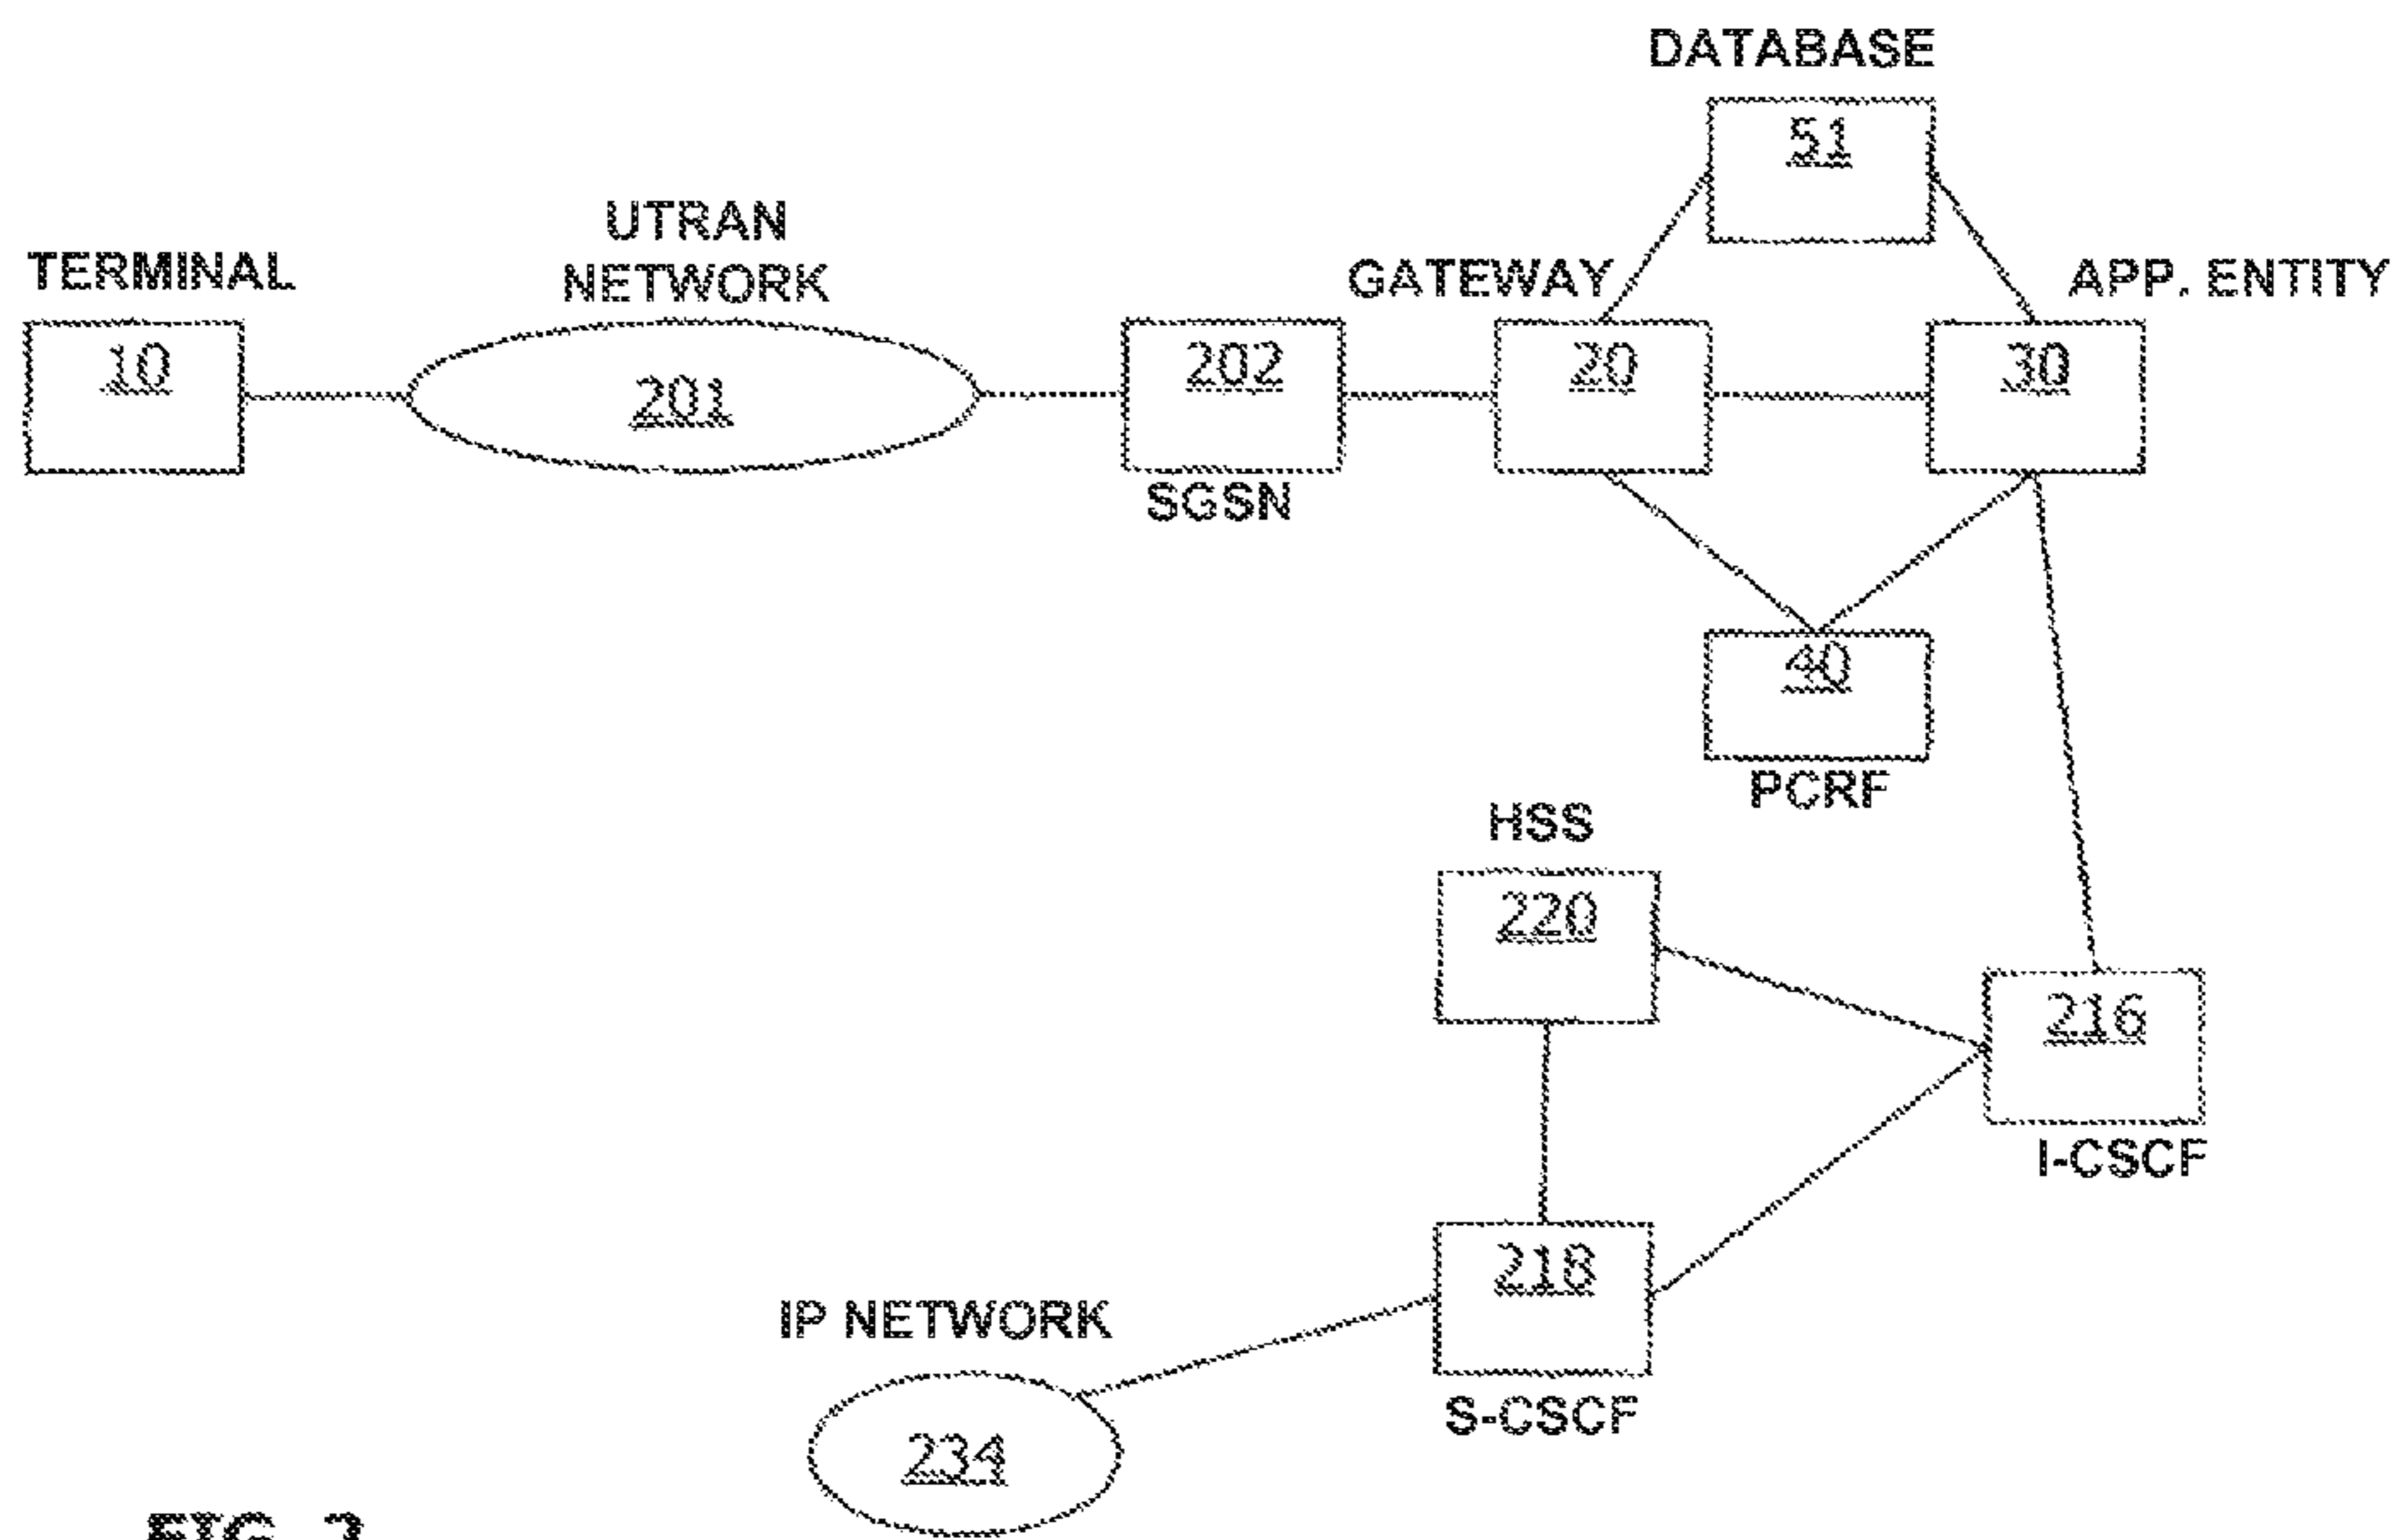 DATABASE
51
UTRAN
NETWORK
TERMINAL
GATEWAY
APP. ENTITY
10
201
202
20
30
SGSN
40
PCRF
HSS
220
216
I-CSCF
218
IP NETWORK
S-CSCF
234